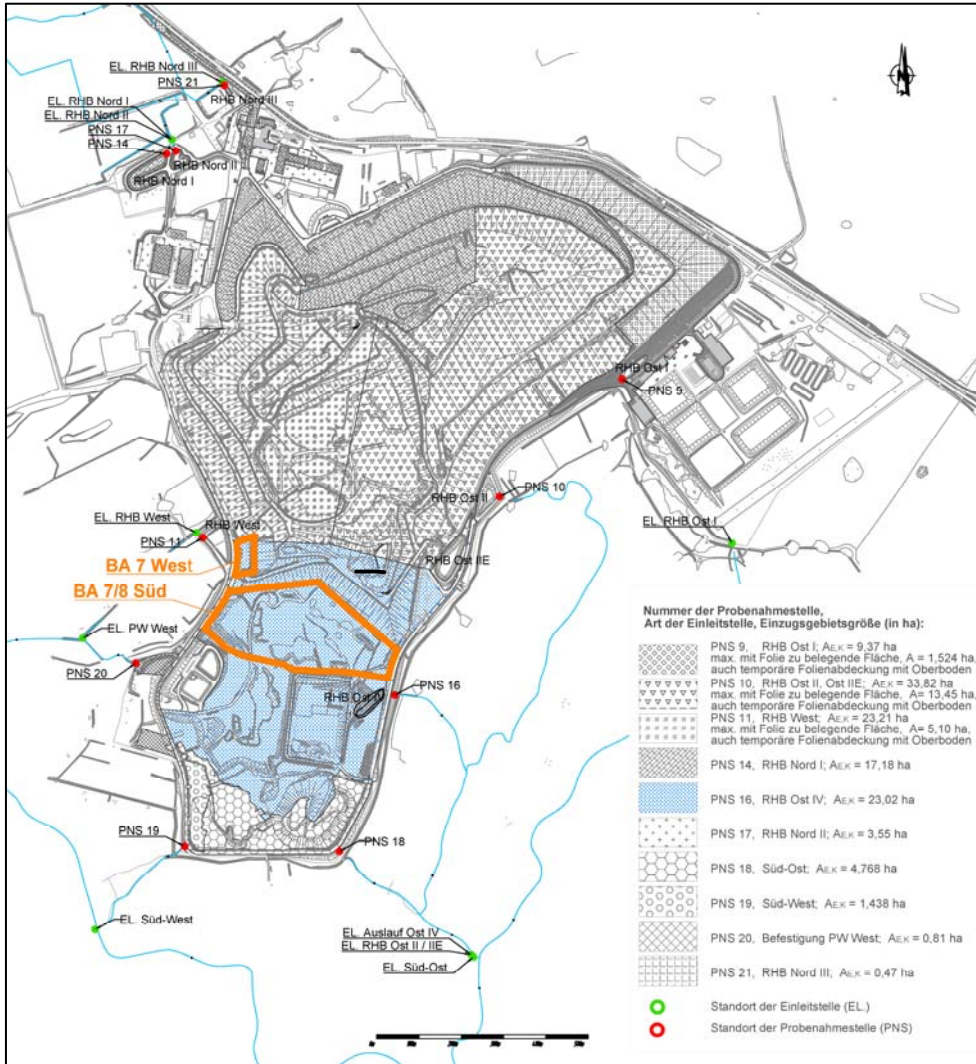 EL. RHB Nord III
PNS 21
RHB Nord III
EL. RHB Nord I
EL. RHB Nord II
PNS 17
PNS 14
RHB Nord II
RHB Nord I
N
RHB Ost I
PNS 9
RHB Ost II
PNS 10
EL. RHB West
RHB West
PNS 11
EL. RHB Ost I
RHB Ost IIE
BA 7 West
BA 7/8 Süd
EL. PW West
PNS 20
PNS 16
PNS 19
PNS 18
EL. Süd-West
EL. Auslauf Ost IV
EL. RHB Ost II / IIE
EL. Süd-Ost
Nummer der Probenahmestelle,
Art der Einleitstelle, Einzugsgebietsgröße (in ha):
PNS 9, RHB Ost I; AE,K = 9,37 ha
max. mit Folie zu belegende Fläche, A = 1,524 ha,
auch temporäre Folienabdeckung mit Oberboden
PNS 10, RHB Ost II, Ost IIE; AE,K = 33,82 ha
max. mit Folie zu belegende Fläche, A= 13,45 ha,
auch temporäre Folienabdeckung mit Oberboden
PNS 11, RHB West; AE,K = 23,21 ha
max. mit Folie zu belegende Fläche, A= 5,10 ha,
auch temporäre Folienabdeckung mit Oberboden
PNS 14, RHB Nord I; AE,K = 17,18 ha
PNS 16, RHB Ost IV; AE,K = 23,02 ha
PNS 17, RHB Nord II; AE,K = 3,55 ha
PNS 18, Süd-Ost; AE,K = 4,768 ha
PNS 19, Süd-West; AE,K = 1,438 ha
PNS 20, Befestigung PW West; AE,K = 0,81 ha
PNS 21, RHB Nord III; AE,K = 0,47 ha
Standort der Einleitstelle (EL.)
Standort der Probenahmestelle (PNS)